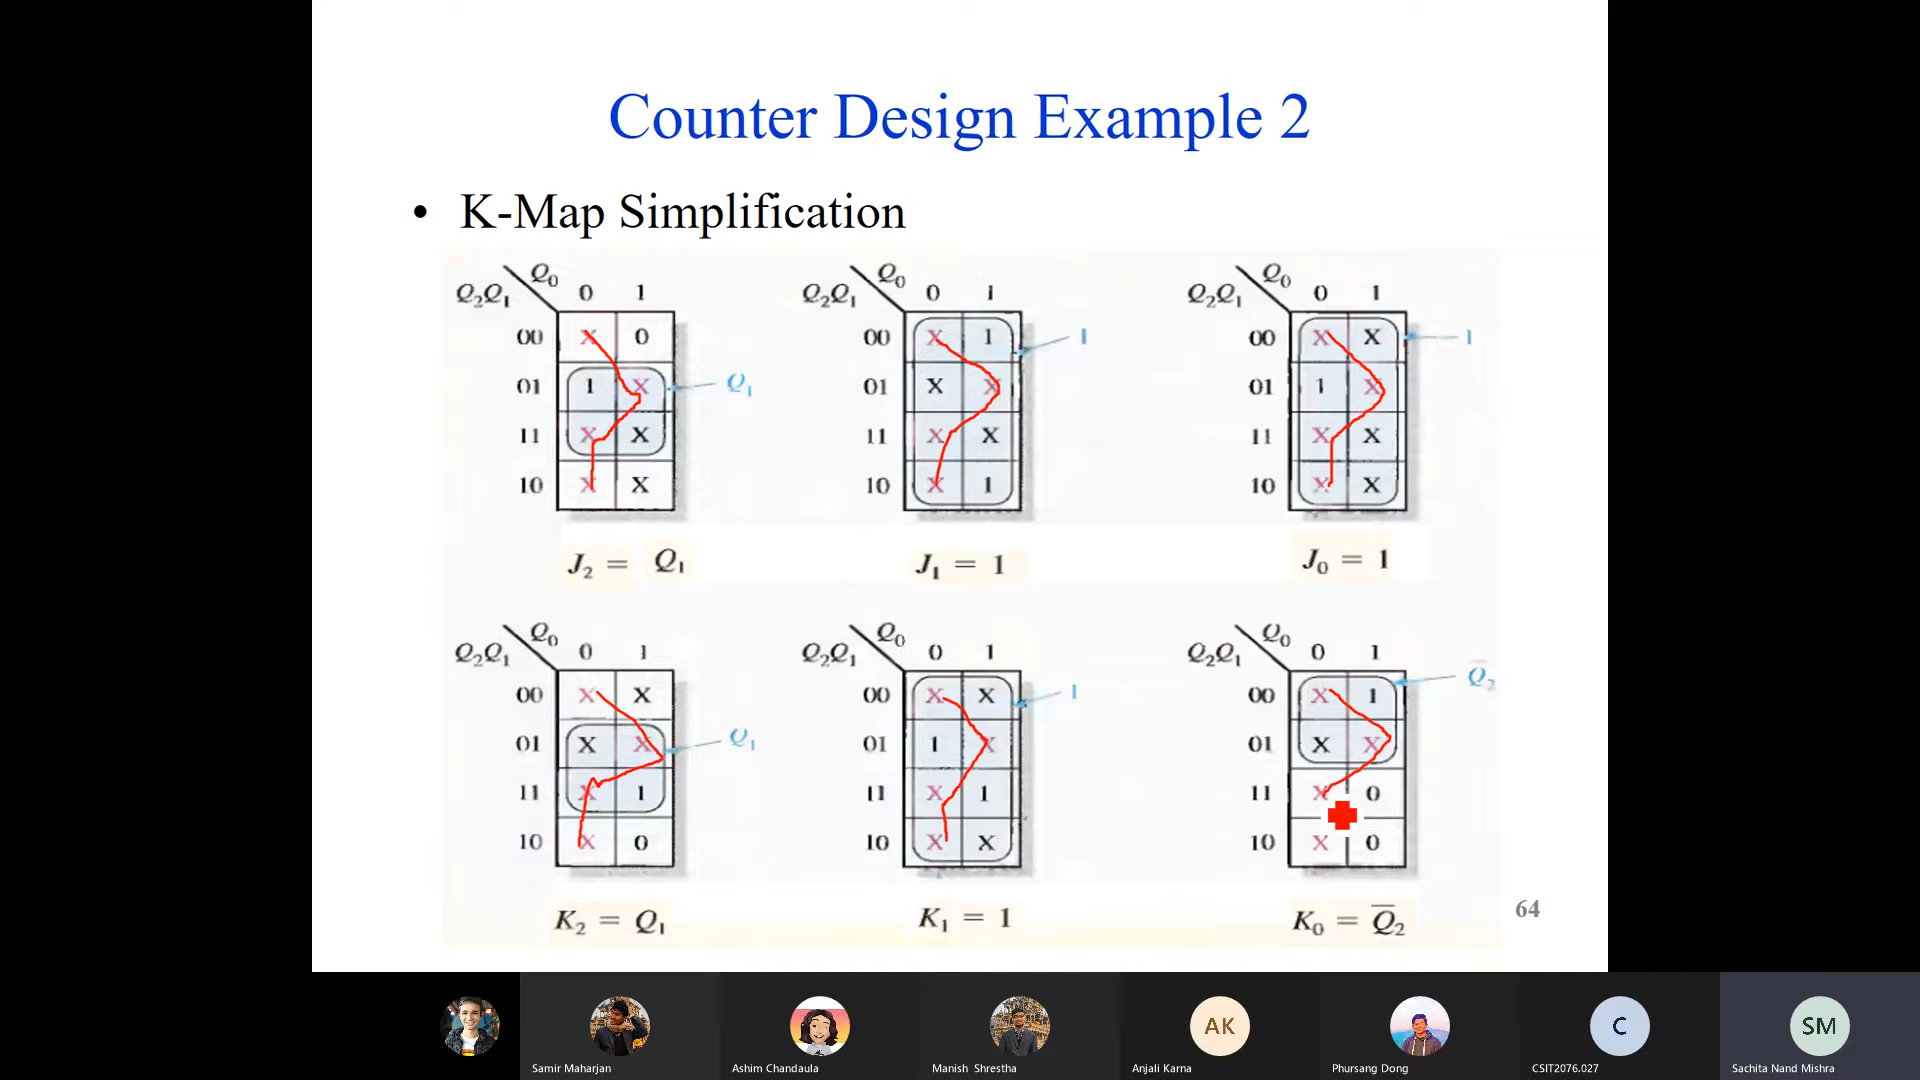 Counter Design Example 2
• K-Map Simplification
Q₀ Q₀ Q₀
Q₂Q₁ 0 1 Q₂Q₁ 0 1 Q₂Q₁ 0 1
00 X 0 00 X 1 1 00 X X 1
01 1 X Q₁ 01 X X 01 1 X
11 X X 11 X X 11 X X
10 X X 10 X 1 10 X X
J₂ = Q₁ J₁ = 1 J₀ = 1
Q₀ Q₀ Q₀
Q₂Q₁ 0 1 Q₂Q₁ 0 1 Q₂Q₁ 0 1 Q̅₂
00 X X 00 X X 1 00 X 1
01 X X Q₁ 01 1 X 01 X X
11 X 1 11 X 1 11 X 0
10 X 0 10 X X 10 X 0
K₂ = Q₁ K₁ = 1 K₀ = Q̅₂
64
AK C SM
Samir Maharjan Ashim Chandaula Manish Shrestha Anjali Karna Phursang Dong CSIT2076.027 Sachita Nand Mishra